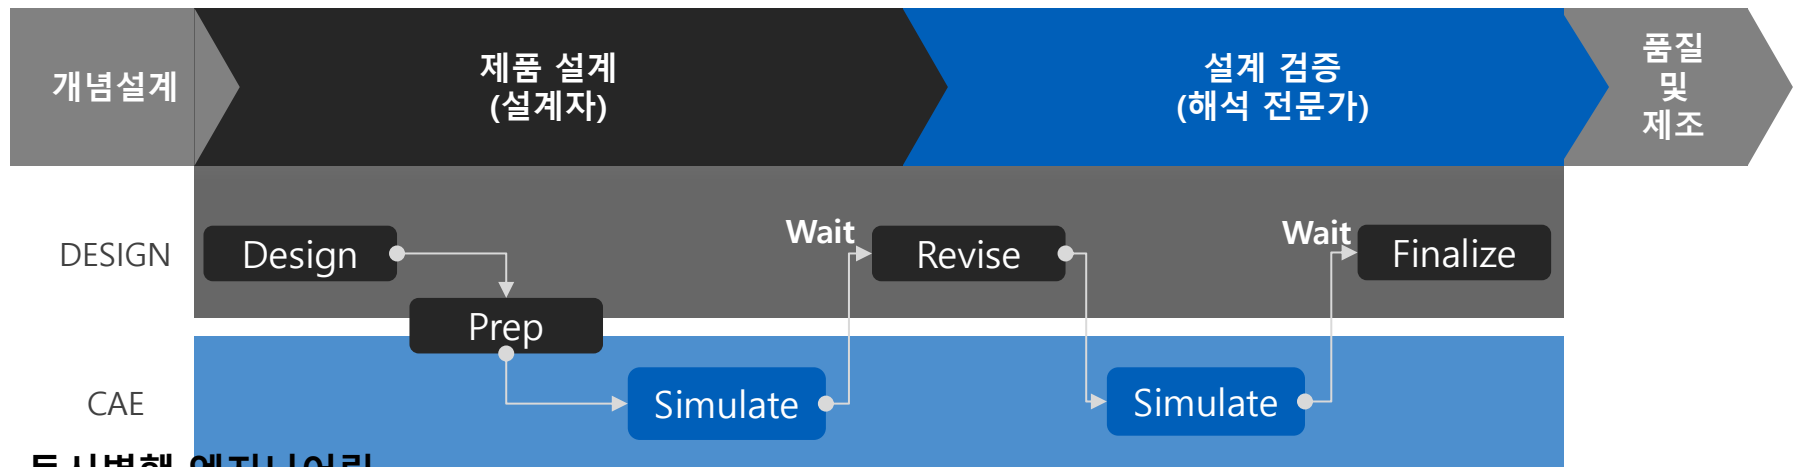 개념설계
제품 설계
(설계자)
설계 검증
(해석 전문가)
품질
및
제조
DESIGN
Design
Wait
Revise
Wait
Finalize
Prep
CAE
Simulate
Simulate